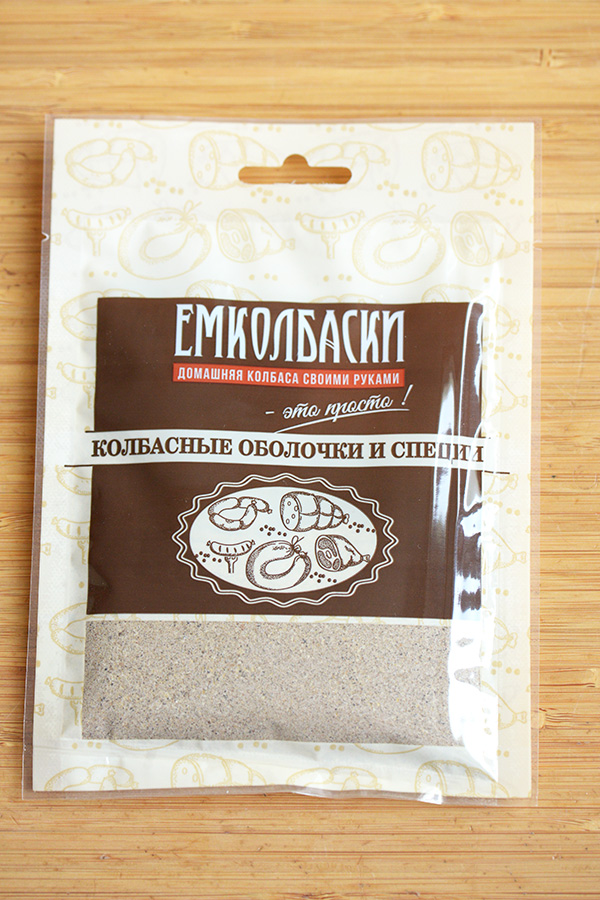 ЕМКОЛБАСКИ
ДОМАШНЯЯ КОЛБАСА СВОИМИ РУКАМИ
- это просто!
КОЛБАСНЫЕ ОБОЛОЧКИ И СПЕЦИИ